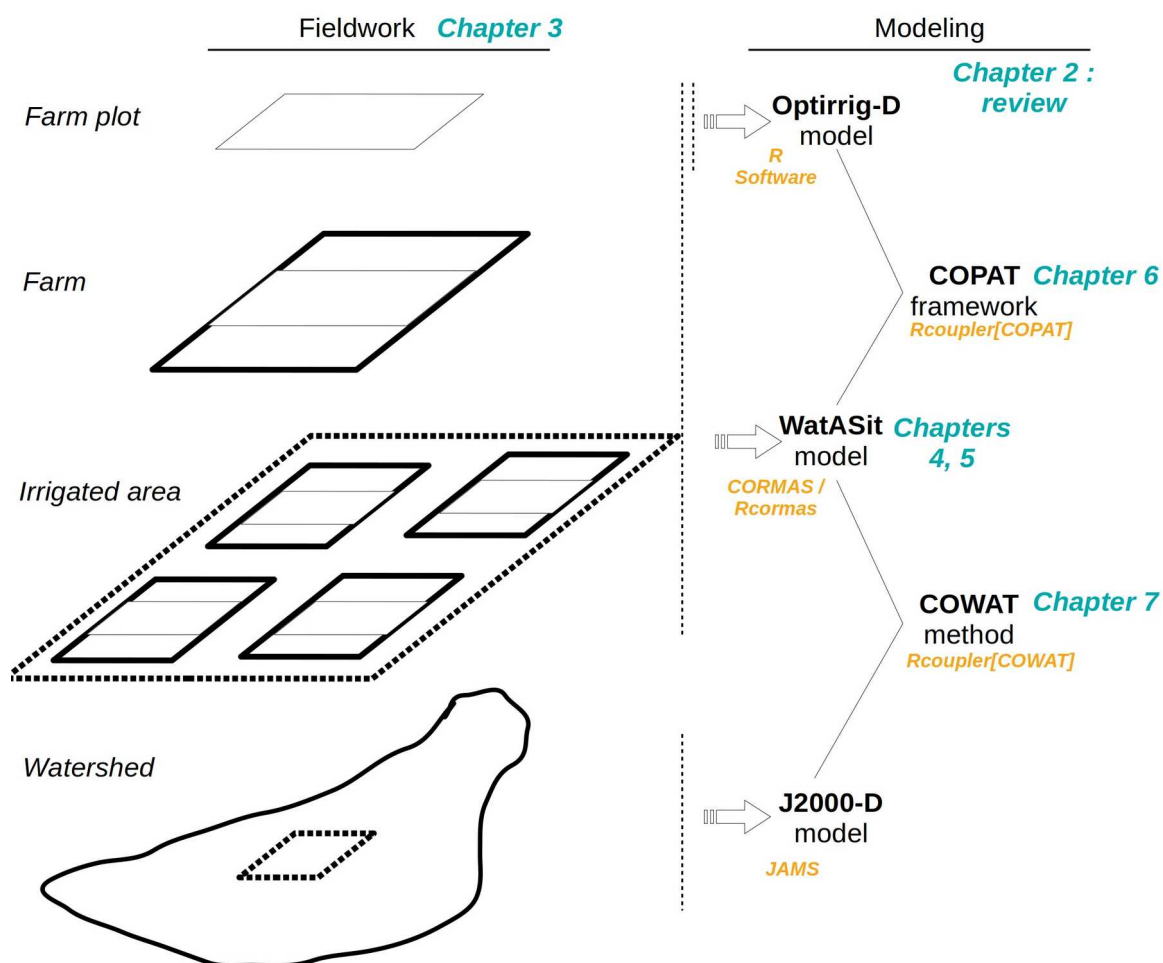 Fieldwork Chapter 3
Modeling
Chapter 2 :
review
Farm plot
Optirrig-D
model
R
Software
Farm
COPAT Chapter 6
framework
Rcoupler[COPAT]
Irrigated area
WatASit Chapters
model 4, 5
CORMAS /
Rcormas
COWAT Chapter 7
method
Rcoupler[COWAT]
Watershed
J2000-D
model
JAMS